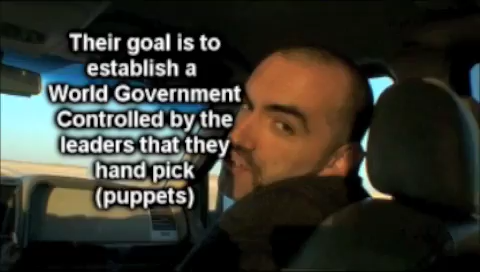 Their goal is to
establish a
World Government
Controlled by the
leaders that they
hand pick
(puppets)